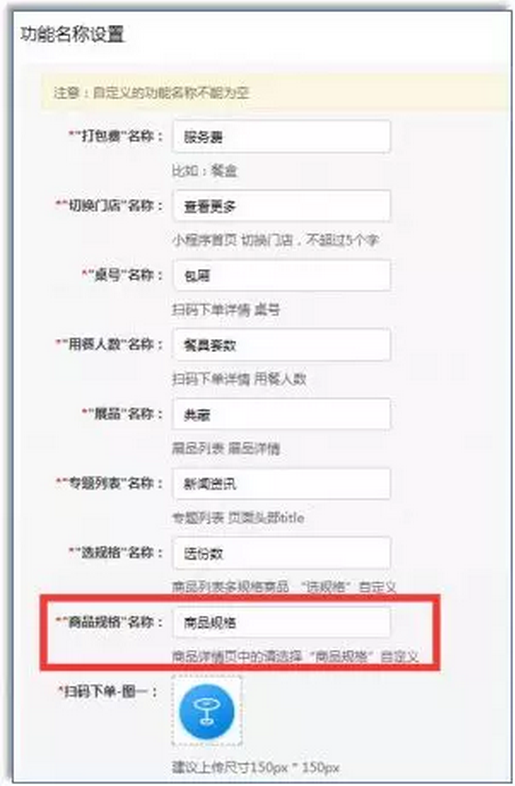 功能名称设置
注意：自定义的功能名称不能为空
*"打包费"名称： 服务费
比如：餐盒
*"切换门店"名称： 查看更多
小程序首页 切换门店，不超过5个字
*"桌号"名称： 包厢
扫码下单详情 桌号
*"用餐人数"名称： 餐具套数
扫码下单详情 用餐人数
*"展品"名称： 典藏
展品列表 展品详情
*"专题列表"名称： 新闻资讯
专题列表 页面头部title
*"选规格"名称： 选份数
商品列表多规格商品 “选规格”自定义
*"商品规格"名称： 商品规格
商品详情页中的请选择“商品规格”自定义
*扫码下单-图一：
建议上传尺寸150px * 150px